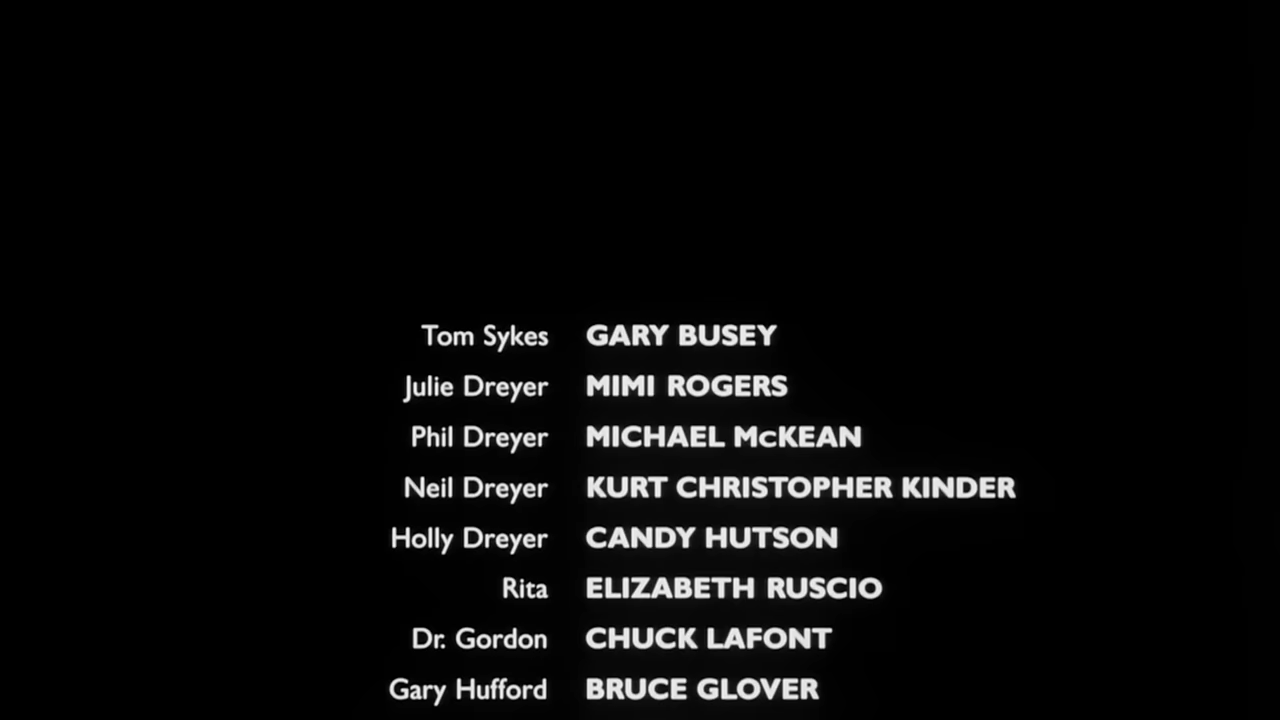 Tom Sykes GARY BUSEY
Julie Dreyer MIMI ROGERS
Phil Dreyer MICHAEL McKEAN
Neil Dreyer KURT CHRISTOPHER KINDER
Holly Dreyer CANDY HUTSON
Rita ELIZABETH RUSCIO
Dr. Gordon CHUCK LAFONT
Gary Hufford BRUCE GLOVER